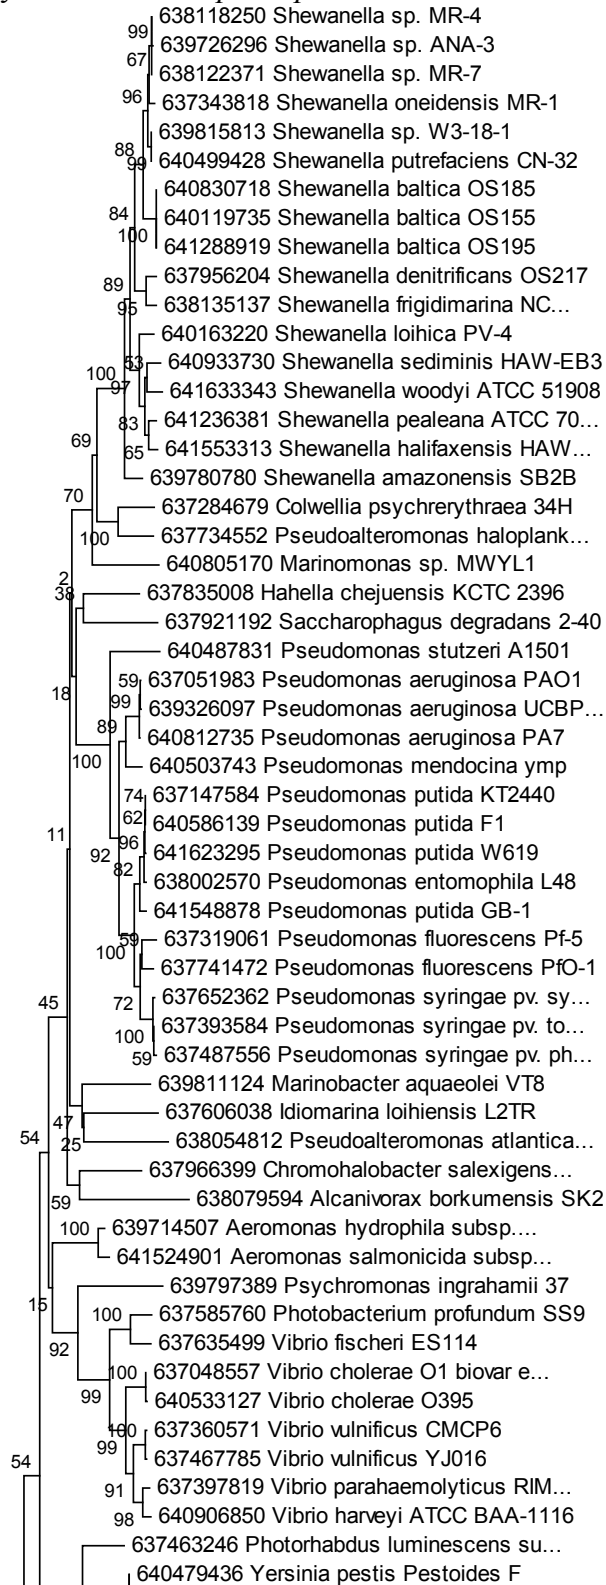 638118250 Shewanella sp. MR-4
99
639726296 Shewanella sp. ANA-3
67
638122371 Shewanella sp. MR-7
96
637343818 Shewanella oneidensis MR-1
639815813 Shewanella sp. W3-18-1
88
99
640499428 Shewanella putrefaciens CN-32
640830718 Shewanella baltica OS185
84
640119735 Shewanella baltica OS155
100
641288919 Shewanella baltica OS195
89
637956204 Shewanella denitrificans OS217
95
638135137 Shewanella frigidimarina NC...
640163220 Shewanella loihica PV-4
53
640933730 Shewanella sediminis HAW-EB3
100
97
641633343 Shewanella woodyi ATCC 51908
83
641236381 Shewanella pealeana ATCC 70...
69
65
641553313 Shewanella halifaxensis HAW...
639780780 Shewanella amazonensis SB2B
70
637284679 Colwellia psychrerythraea 34H
100
637734552 Pseudoalteromonas haloplank...
640805170 Marinomonas sp. MWYL1
2
38
637835008 Hahella chejuensis KCTC 2396
637921192 Saccharophagus degradans 2-40
640487831 Pseudomonas stutzeri A1501
59
637051983 Pseudomonas aeruginosa PAO1
18
99
639326097 Pseudomonas aeruginosa UCBP...
89
640812735 Pseudomonas aeruginosa PA7
100
640503743 Pseudomonas mendocina ymp
74
637147584 Pseudomonas putida KT2440
62
640586139 Pseudomonas putida F1
11
96
92
641623295 Pseudomonas putida W619
82
638002570 Pseudomonas entomophila L48
641548878 Pseudomonas putida GB-1
59
100
637319061 Pseudomonas fluorescens Pf-5
637741472 Pseudomonas fluorescens PfO-1
45
72
637652362 Pseudomonas syringae pv. sy...
637393584 Pseudomonas syringae pv. to...
100
59
637487556 Pseudomonas syringae pv. ph...
639811124 Marinobacter aquaeolei VT8
637606038 Idiomarina loihiensis L2TR
47
54
25
638054812 Pseudoalteromonas atlantica...
637966399 Chromohalobacter salexigens...
59
638079594 Alcanivorax borkumensis SK2
100
639714507 Aeromonas hydrophila subsp....
641524901 Aeromonas salmonicida subsp...
639797389 Psychromonas ingrahamii 37
15
100
637585760 Photobacterium profundum SS9
92
637635499 Vibrio fischeri ES114
100
637048557 Vibrio cholerae O1 biovar e...
99
640533127 Vibrio cholerae O395
100
637360571 Vibrio vulnificus CMCP6
99
54
637467785 Vibrio vulnificus YJ016
91
637397819 Vibrio parahaemolyticus RIM...
98
640906850 Vibrio harveyi ATCC BAA-1116
637463246 Photorhabdus luminescens su...
640479436 Yersinia pestis Pestoides F